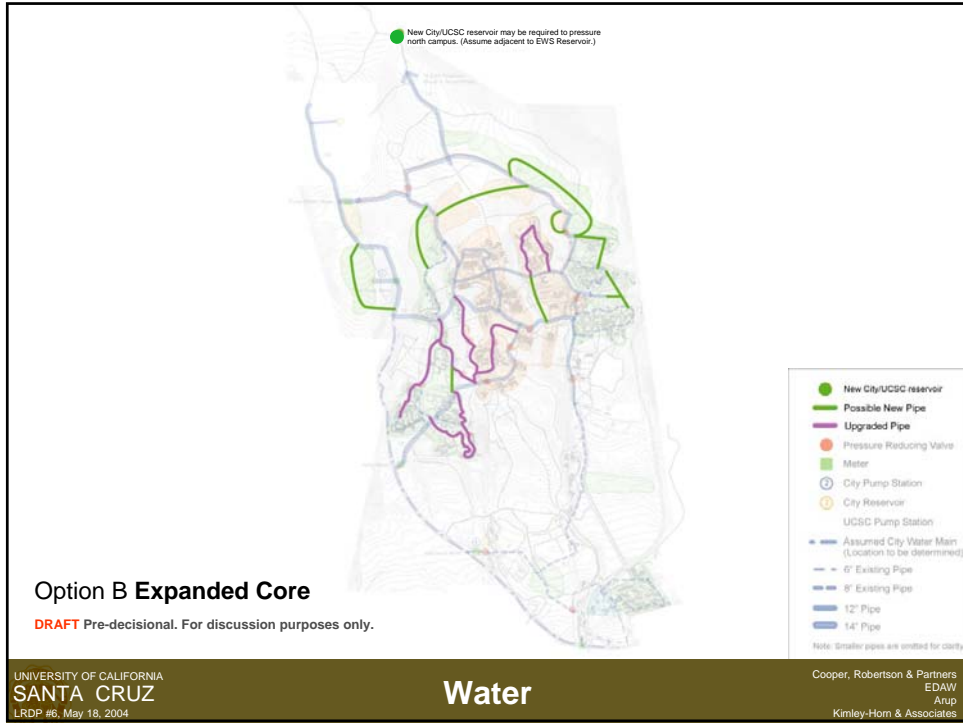 New City/UCSC reservoir may be required to pressure
north campus. (Assume adjacent to EWS Reservoir.)
New City/UCSC reservoir
Possible New Pipe
Upgraded Pipe
Pressure Reducing Valve
Meter
City Pump Station
City Reservoir
UCSC Pump Station
Assumed City Water Main
(Location to be determined)
6" Existing Pipe
8" Existing Pipe
12" Pipe
14" Pipe
Note: Smaller pipes are omitted for clarity
Option B Expanded Core
DRAFT Pre-decisional. For discussion purposes only.
UNIVERSITY OF CALIFORNIA
SANTA CRUZ
LRDP #6, May 18, 2004
Water
Cooper, Robertson & Partners
EDAW
Arup
Kimley-Horn & Associates